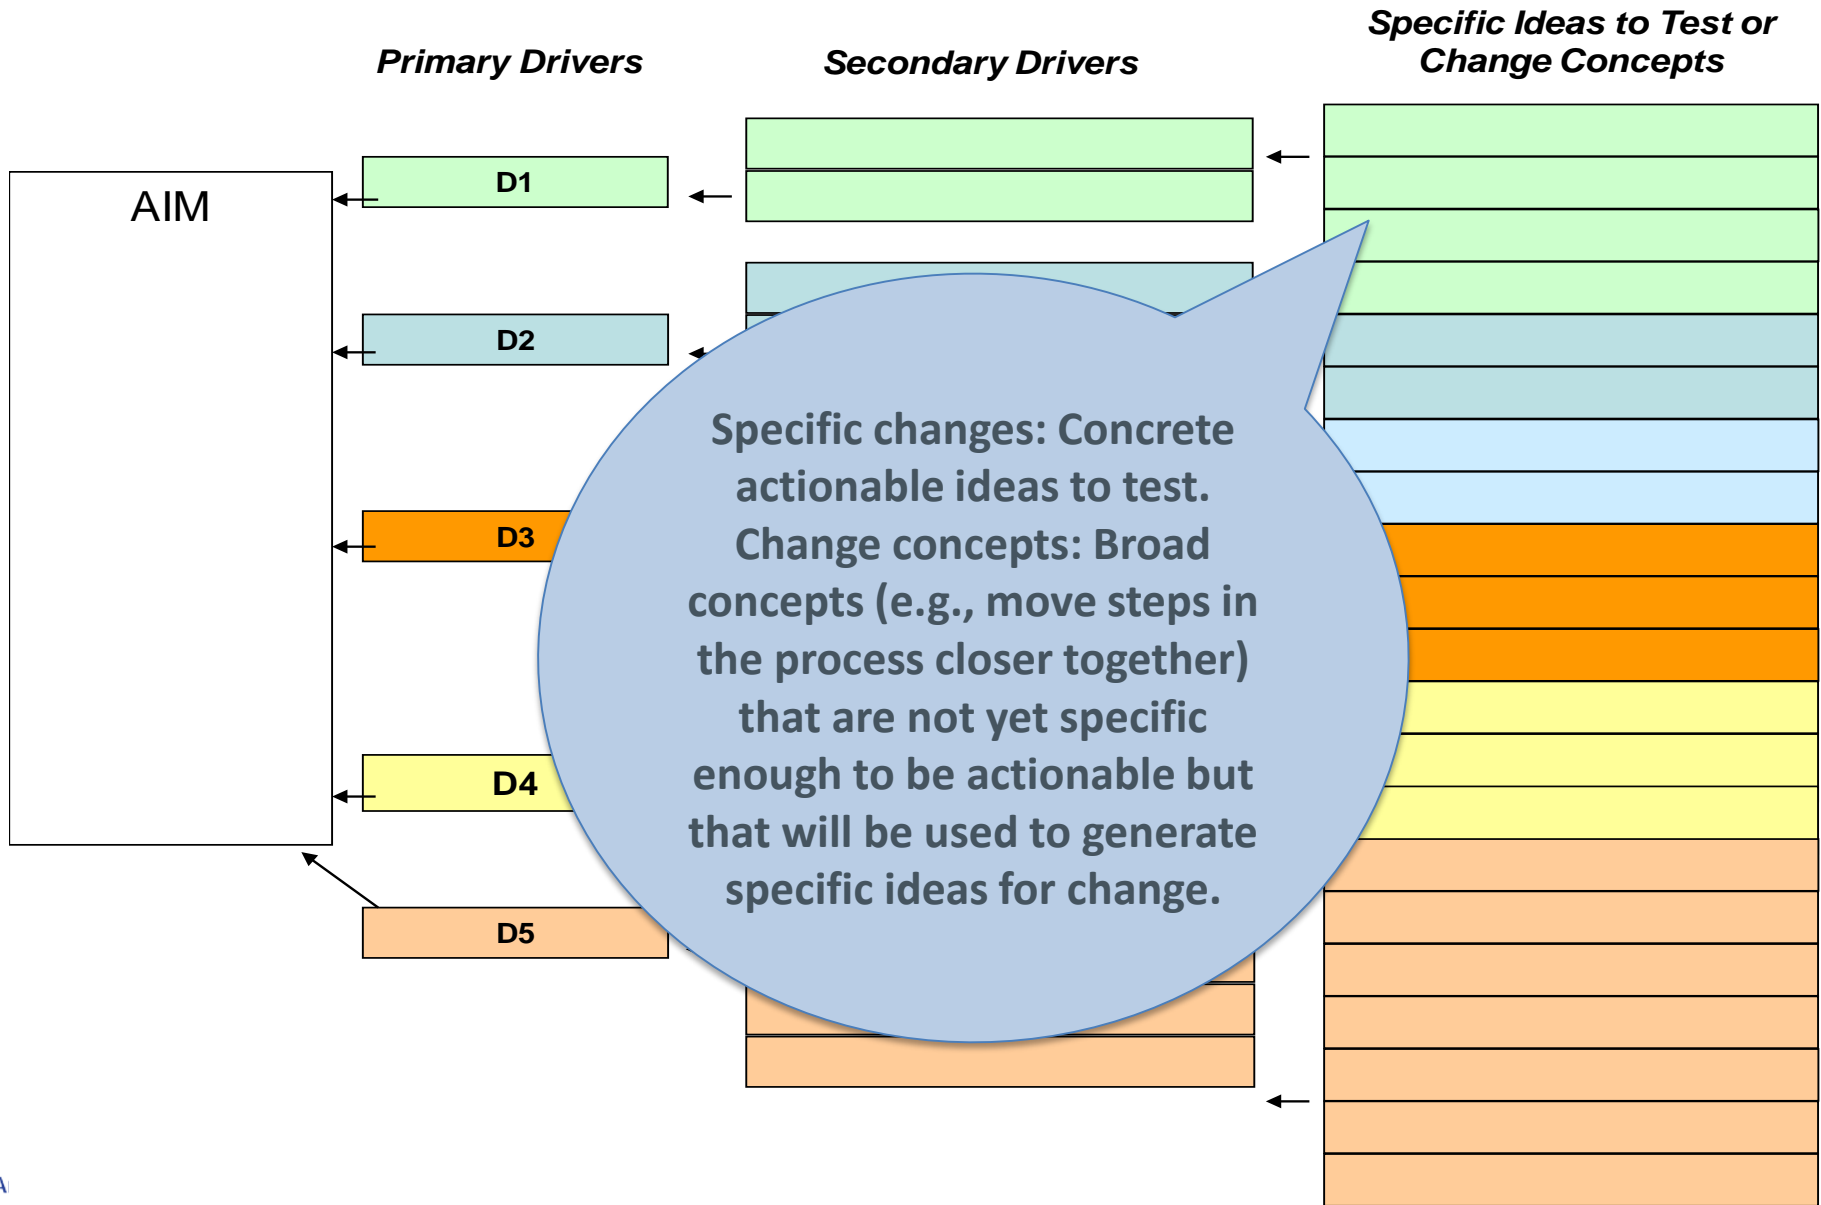 Specific Ideas to Test or
Change Concepts
Primary Drivers
Secondary Drivers
AIM
D1
D2
D3
D4
D5
Specific changes: Concrete
actionable ideas to test.
Change concepts: Broad
concepts (e.g., move steps in
the process closer together)
that are not yet specific
enough to be actionable but
that will be used to generate
specific ideas for change.